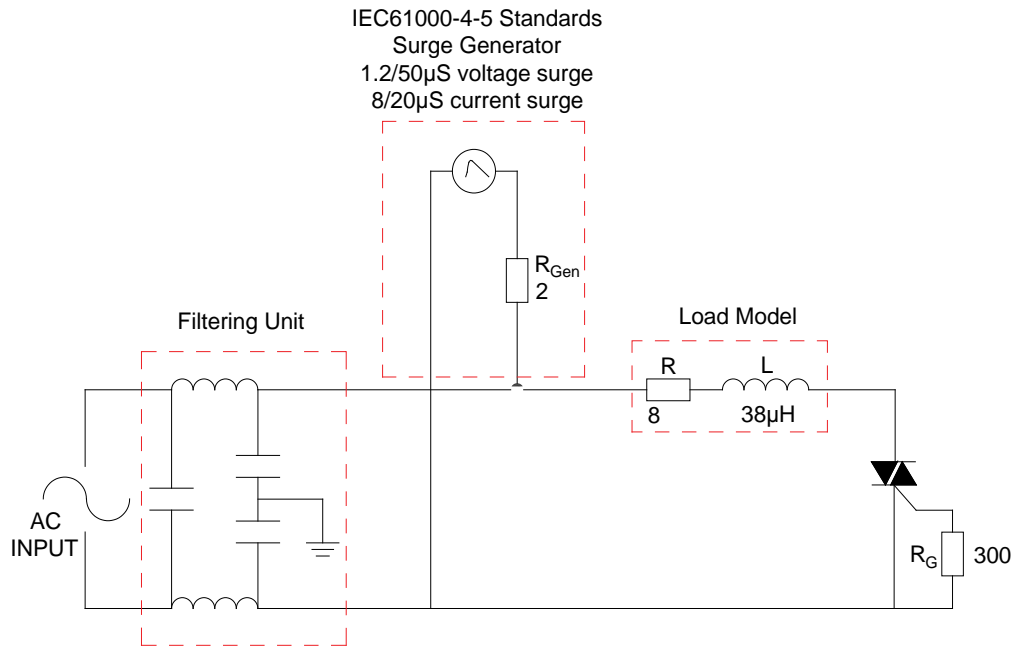 IEC61000-4-5 Standards
Surge Generator
1.2/50µS voltage surge
8/20µS current surge
RGen
2
Filtering Unit
Load Model
R
L
8
38µH
AC
INPUT
RG
300